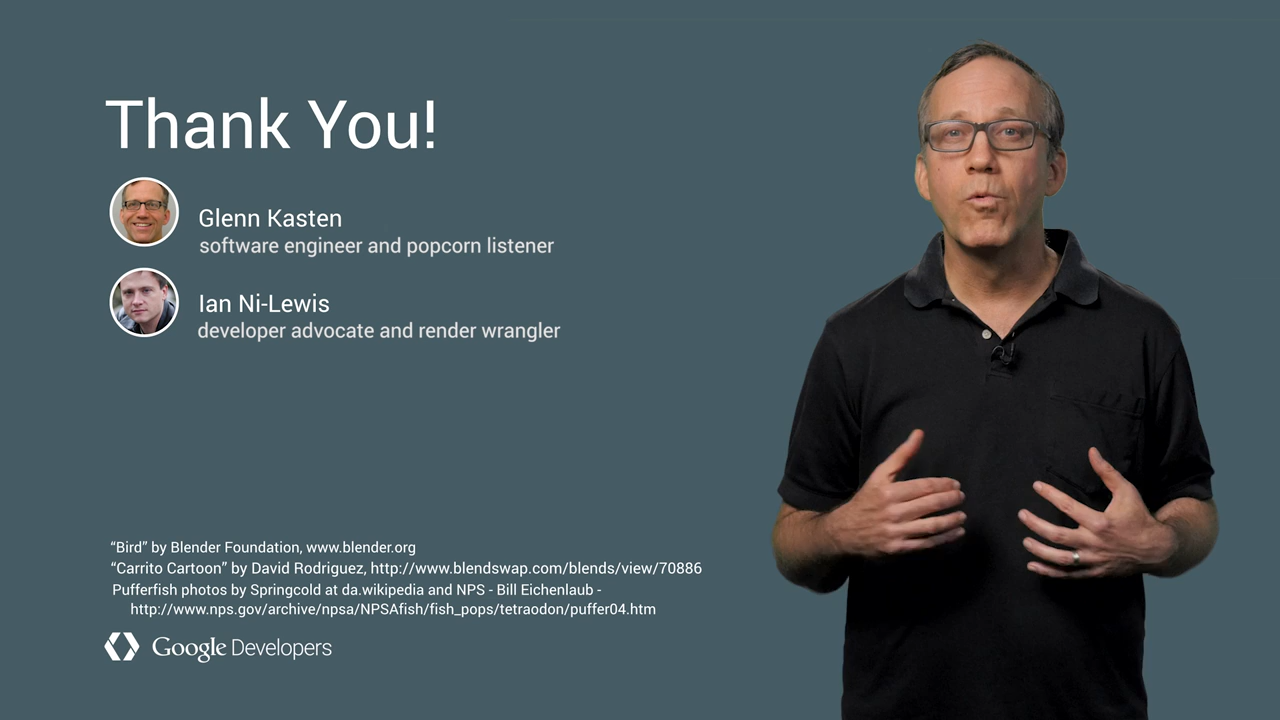 Thank You!
Glenn Kasten
software engineer and popcorn listener
Ian Ni-Lewis
developer advocate and render wrangler
“Bird” by Blender Foundation, www.blender.org
“Carrito Cartoon” by David Rodriguez, http://www.blendswap.com/blends/view/70886
Pufferfish photos by Springcold at da.wikipedia and NPS - Bill Eichenlaub -
http://www.nps.gov/archive/npsa/NPSAfish/fish_pops/tetraodon/puffer04.htm
Google Developers